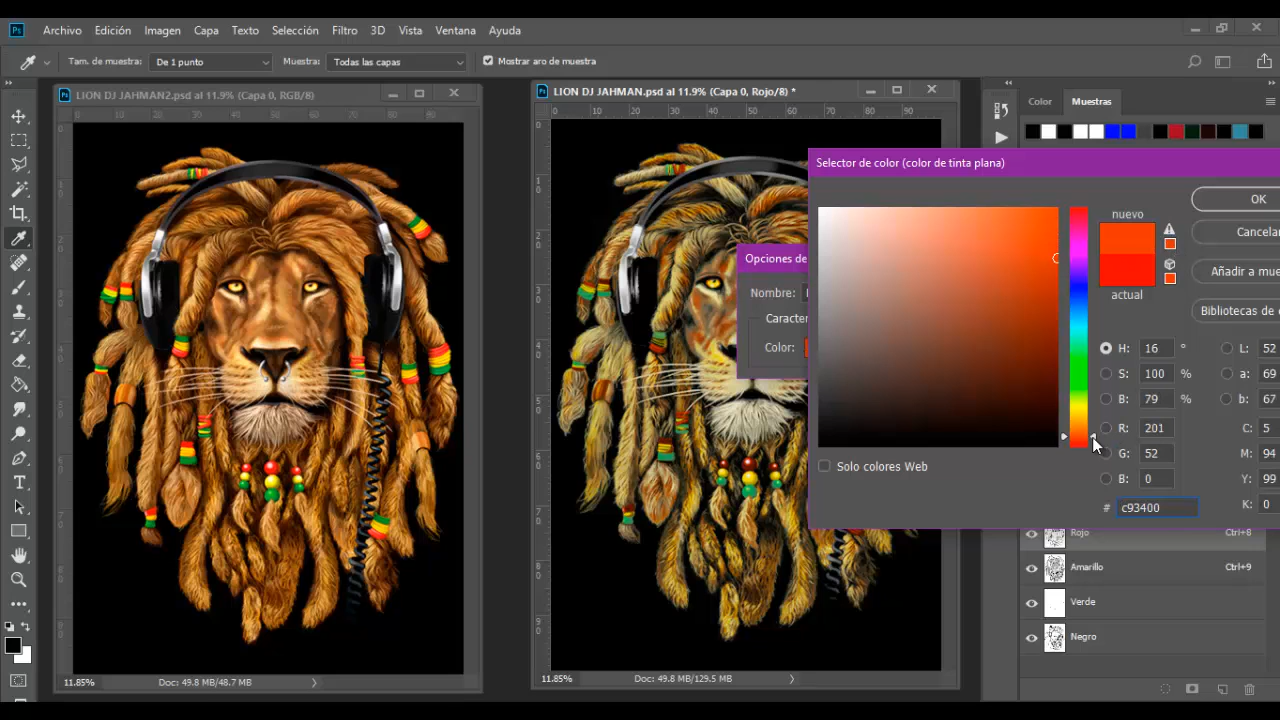 Ps Archivo Edición Imagen Capa Texto Selección Filtro 3D Vista Ventana Ayuda
Tam. de muestra: De 1 punto Muestra: Todas las capas Mostrar aro de muestra
LION DJ JAHMAN2.psd al 11.9% (Capa 0, RGB/8)
LION DJ JAHMAN.psd al 11.9% (Capa 0, Rojo/8) *
Color Muestras
Selector de color (color de tinta plana)
nuevo
actual
OK
Cancelar
Añadir a mue
Bibliotecas de
Opciones de
Nombre:
Caracter
Color:
H: 16 °
S: 100 %
B: 79 %
R: 201
G: 52
B: 0
# c93400
L: 52
a: 69
b: 67
C: 5
M: 94
Y: 99
K: 0
Solo colores Web
Rojo Ctrl+8
Amarillo Ctrl+9
Verde
Negro
11.85% Doc: 49.8 MB/48.7 MB
11.85% Doc: 49.8 MB/129.5 MB